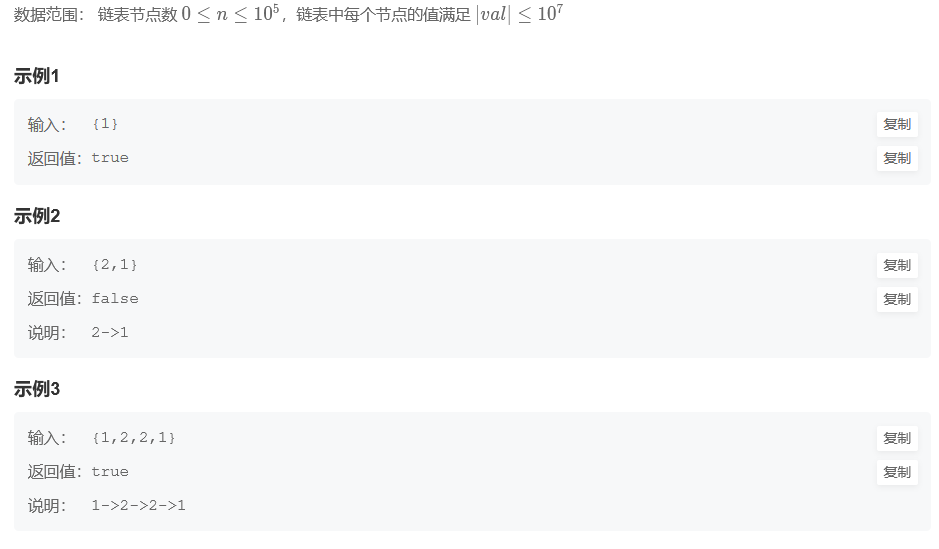 数据范围： 链表节点数 0 ≤ n ≤ 10^5，链表中每个节点的值满足 |val| ≤ 10^7
示例1
输入： {1} 复制
返回值：true 复制
示例2
输入： {2,1} 复制
返回值：false 复制
说明： 2->1
示例3
输入： {1,2,2,1} 复制
返回值：true 复制
说明： 1->2->2->1